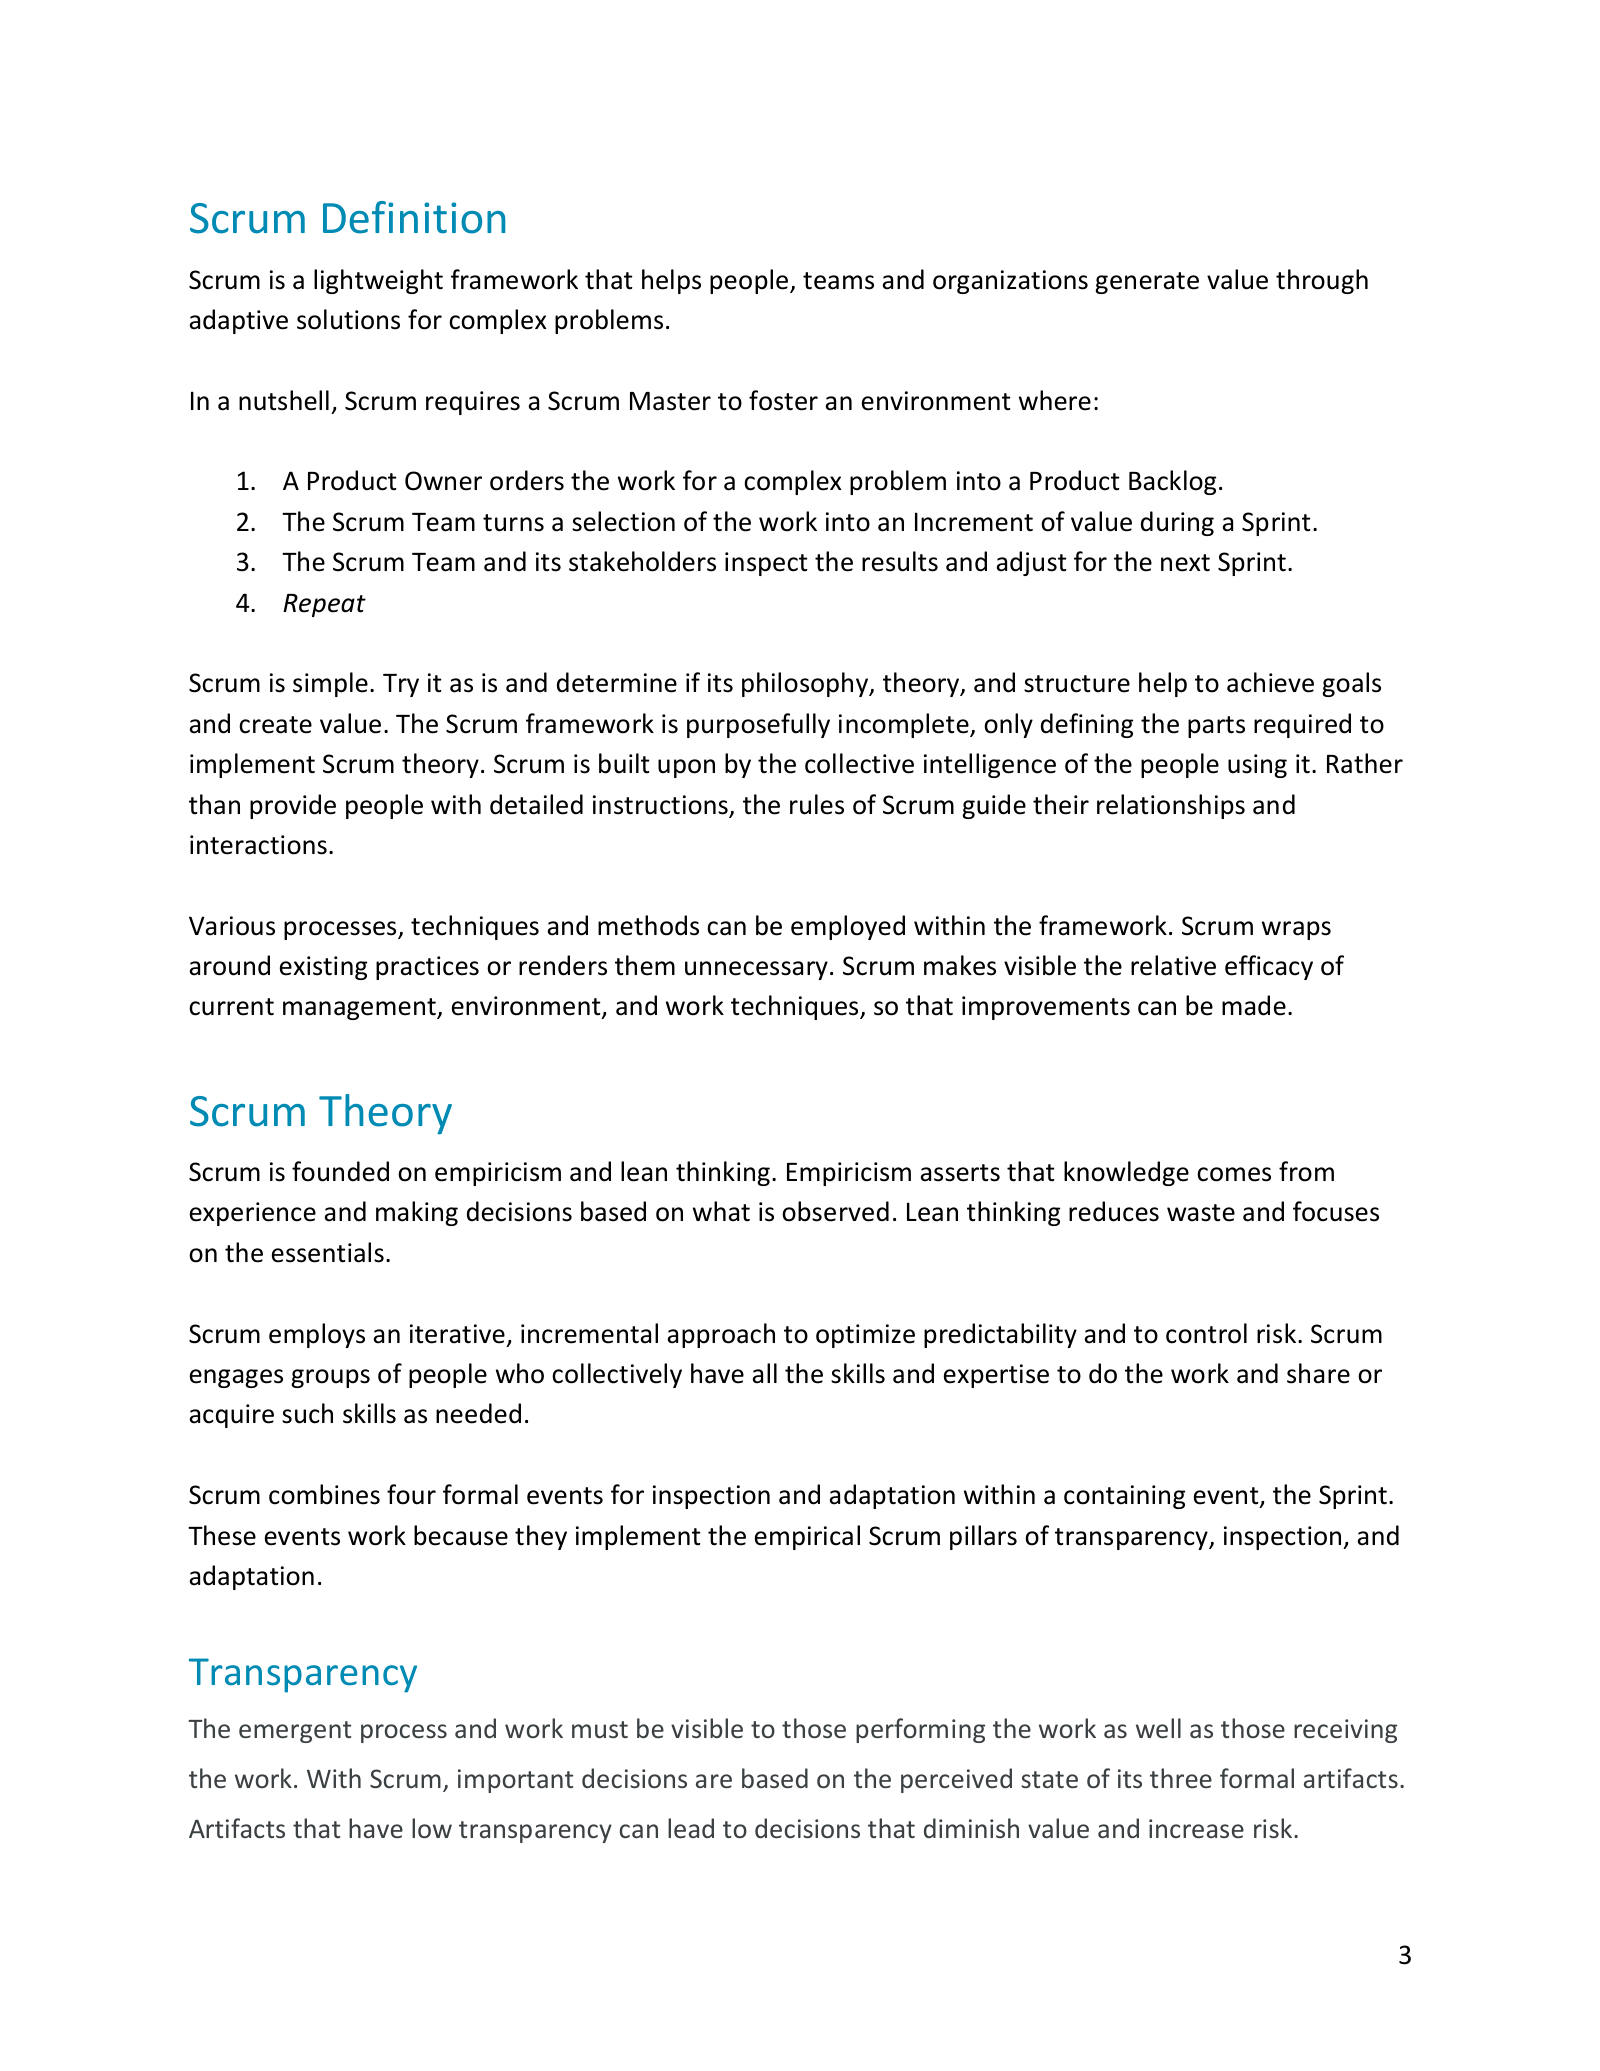 Scrum Definition
Scrum is a lightweight framework that helps people, teams and organizations generate value through
adaptive solutions for complex problems.
In a nutshell, Scrum requires a Scrum Master to foster an environment where:
1. A Product Owner orders the work for a complex problem into a Product Backlog.
2. The Scrum Team turns a selection of the work into an Increment of value during a Sprint.
3. The Scrum Team and its stakeholders inspect the results and adjust for the next Sprint.
4. Repeat
Scrum is simple. Try it as is and determine if its philosophy, theory, and structure help to achieve goals
and create value. The Scrum framework is purposefully incomplete, only defining the parts required to
implement Scrum theory. Scrum is built upon by the collective intelligence of the people using it. Rather
than provide people with detailed instructions, the rules of Scrum guide their relationships and
interactions.
Various processes, techniques and methods can be employed within the framework. Scrum wraps
around existing practices or renders them unnecessary. Scrum makes visible the relative efficacy of
current management, environment, and work techniques, so that improvements can be made.
Scrum Theory
Scrum is founded on empiricism and lean thinking. Empiricism asserts that knowledge comes from
experience and making decisions based on what is observed. Lean thinking reduces waste and focuses
on the essentials.
Scrum employs an iterative, incremental approach to optimize predictability and to control risk. Scrum
engages groups of people who collectively have all the skills and expertise to do the work and share or
acquire such skills as needed.
Scrum combines four formal events for inspection and adaptation within a containing event, the Sprint.
These events work because they implement the empirical Scrum pillars of transparency, inspection, and
adaptation.
Transparency
The emergent process and work must be visible to those performing the work as well as those receiving
the work. With Scrum, important decisions are based on the perceived state of its three formal artifacts.
Artifacts that have low transparency can lead to decisions that diminish value and increase risk.
3